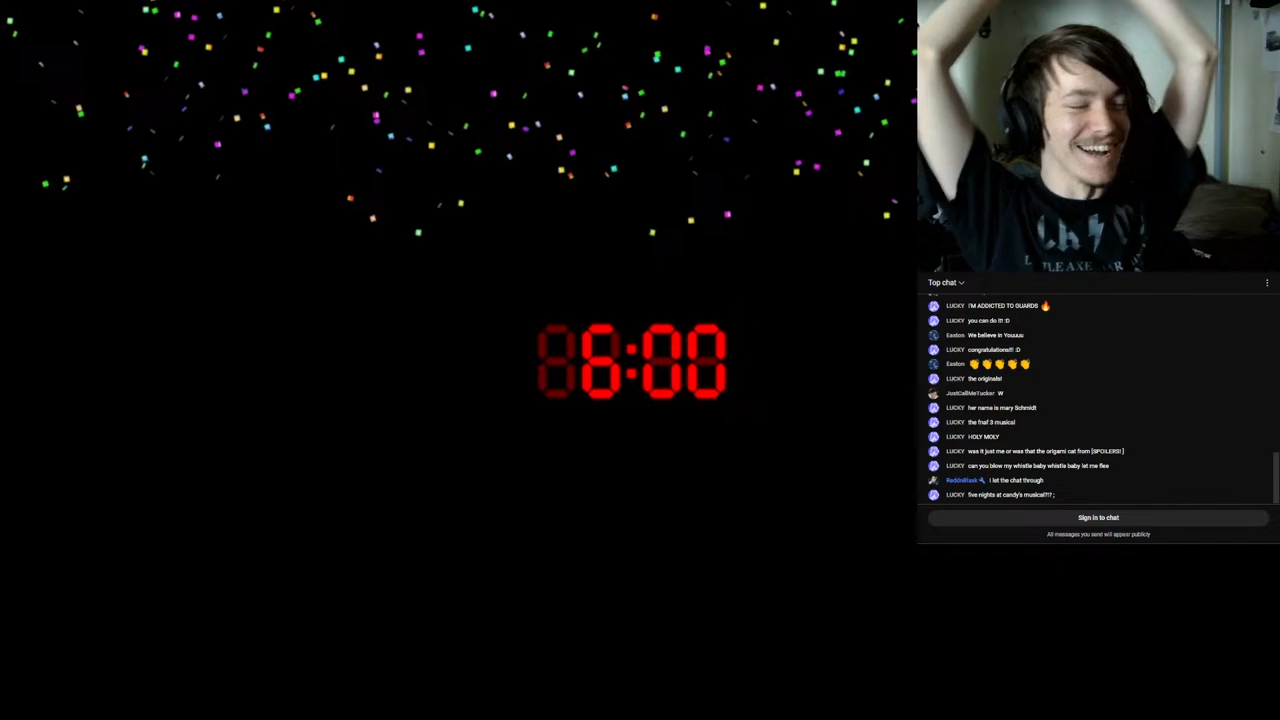 6:00
Top chat
LUCKY I'M ADDICTED TO GUARDS 🔥
LUCKY you can do it! :D
Easton We believe in Youuuu
LUCKY congratulations!!! :D
Easton 👏👏👏👏👏
LUCKY the originals!
JustCallMeTucker W
LUCKY her name is mary Schmidt
LUCKY the fnaf 3 musical
LUCKY HOLY MOLY
LUCKY was it just me or was that the origami cat from [SPOILERS! ]
LUCKY can you blow my whistle baby whistle baby let me flee
I let the chat through
LUCKY five nights at candy's musical?!? ;
Sign in to chat
All messages you send will appear publicly